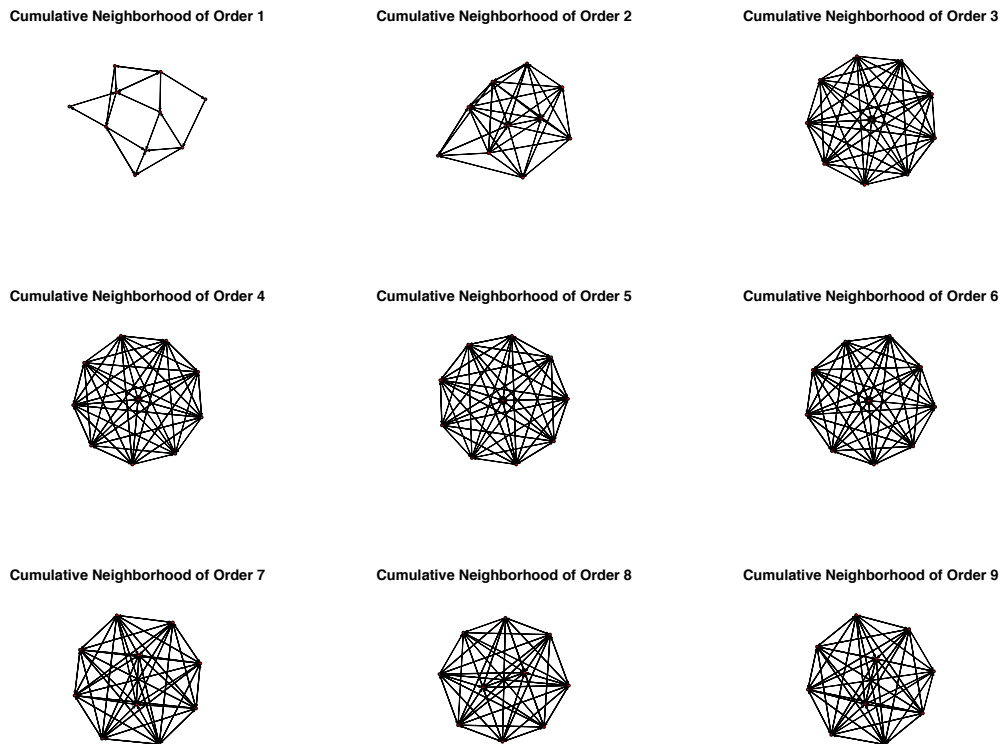 Cumulative Neighborhood of Order 1
Cumulative Neighborhood of Order 2
Cumulative Neighborhood of Order 3
Cumulative Neighborhood of Order 4
Cumulative Neighborhood of Order 5
Cumulative Neighborhood of Order 6
Cumulative Neighborhood of Order 7
Cumulative Neighborhood of Order 8
Cumulative Neighborhood of Order 9